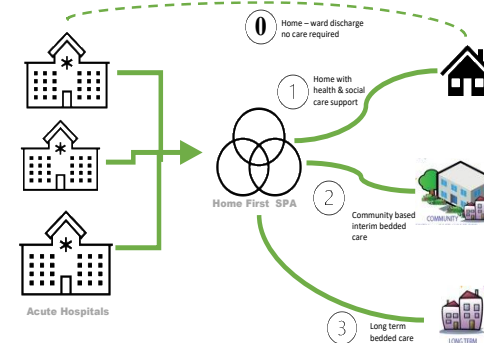 0
Home – ward discharge
no care required
1
Home with
health & social
care support
Home First SPA
2
Community based
interim bedded
care
COMMUNITY
Acute Hospitals
3
Long term
bedded care
LONG TERM